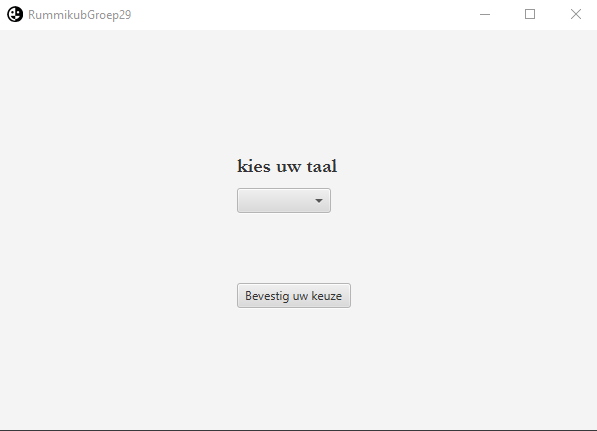 RummikubGroep29
kies uw taal
Bevestig uw keuze